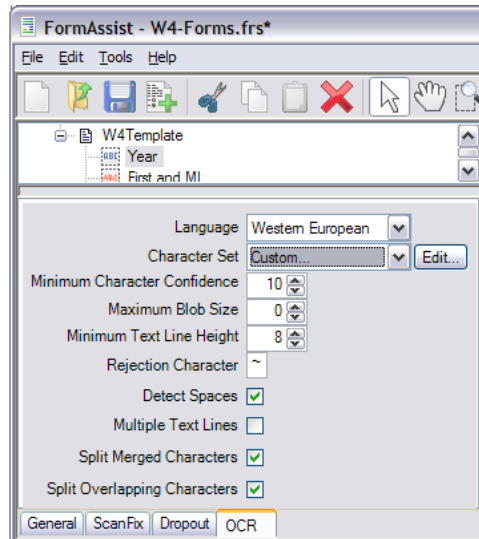 FormAssist - W4-Forms.frs*
File Edit Tools Help
W4Template
ABC Year
ABC First and MI
Language Western European
Character Set Custom... Edit...
Minimum Character Confidence 10
Maximum Blob Size 0
Minimum Text Line Height 8
Rejection Character ~
Detect Spaces
Multiple Text Lines
Split Merged Characters
Split Overlapping Characters
General ScanFix Dropout OCR